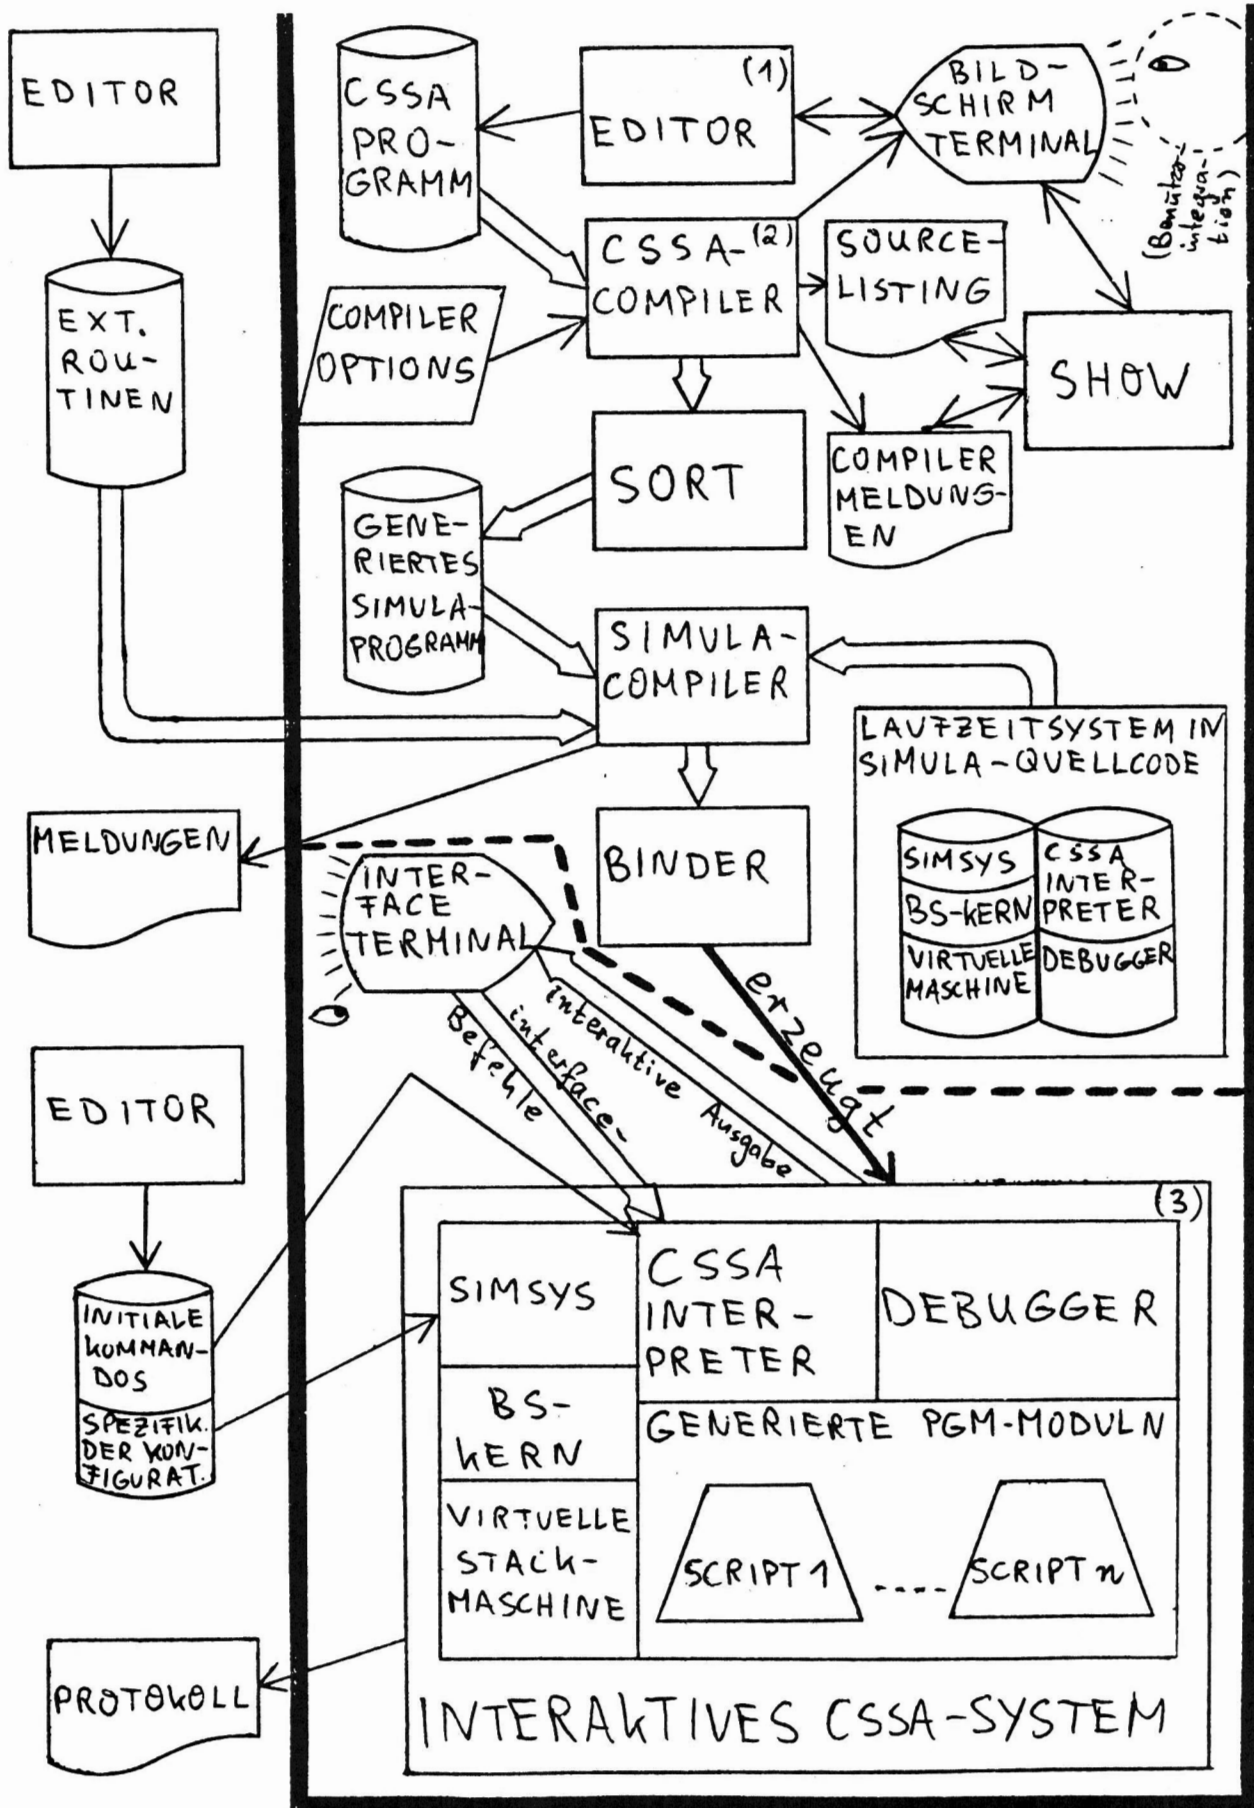 EDITOR
EXT.
ROU-
TINEN
MELDUNGEN
EDITOR
INITIALE
KOMMAN-
DOS
SPEZIFIK.
DER KON-
FIGURAT.
PROTOKOLL
CSSA
PRO-
GRAMM
(1)
EDITOR
BILD-
SCHIRM
TERMINAL
(Benutzer-
integra-
tion)
CSSA-(2)
COMPILER
SOURCE-
LISTING
COMPILER
OPTIONS
SHOW
SORT
COMPILER
MELDUNG-
EN
GENE-
RIERTES
SIMULA-
PROGRAMM
SIMULA-
COMPILER
LAUFZEITSYSTEM IN
SIMULA-QUELLCODE
SIMSYS
BS-KERN
VIRTUELLE
MASCHINE
CSSA
INTER-
PRETER
DEBUGGER
BINDER
INTER-
FACE
TERMINAL
interface-
Befehle
interaktive Ausgabe
erzeugt
(3)
SIMSYS
BS-
KERN
VIRTUELLE
STACK-
MASCHINE
CSSA
INTER-
PRETER
DEBUGGER
GENERIERTE PGM-MODULN
SCRIPT 1
....
SCRIPT n
INTERAKTIVES CSSA-SYSTEM